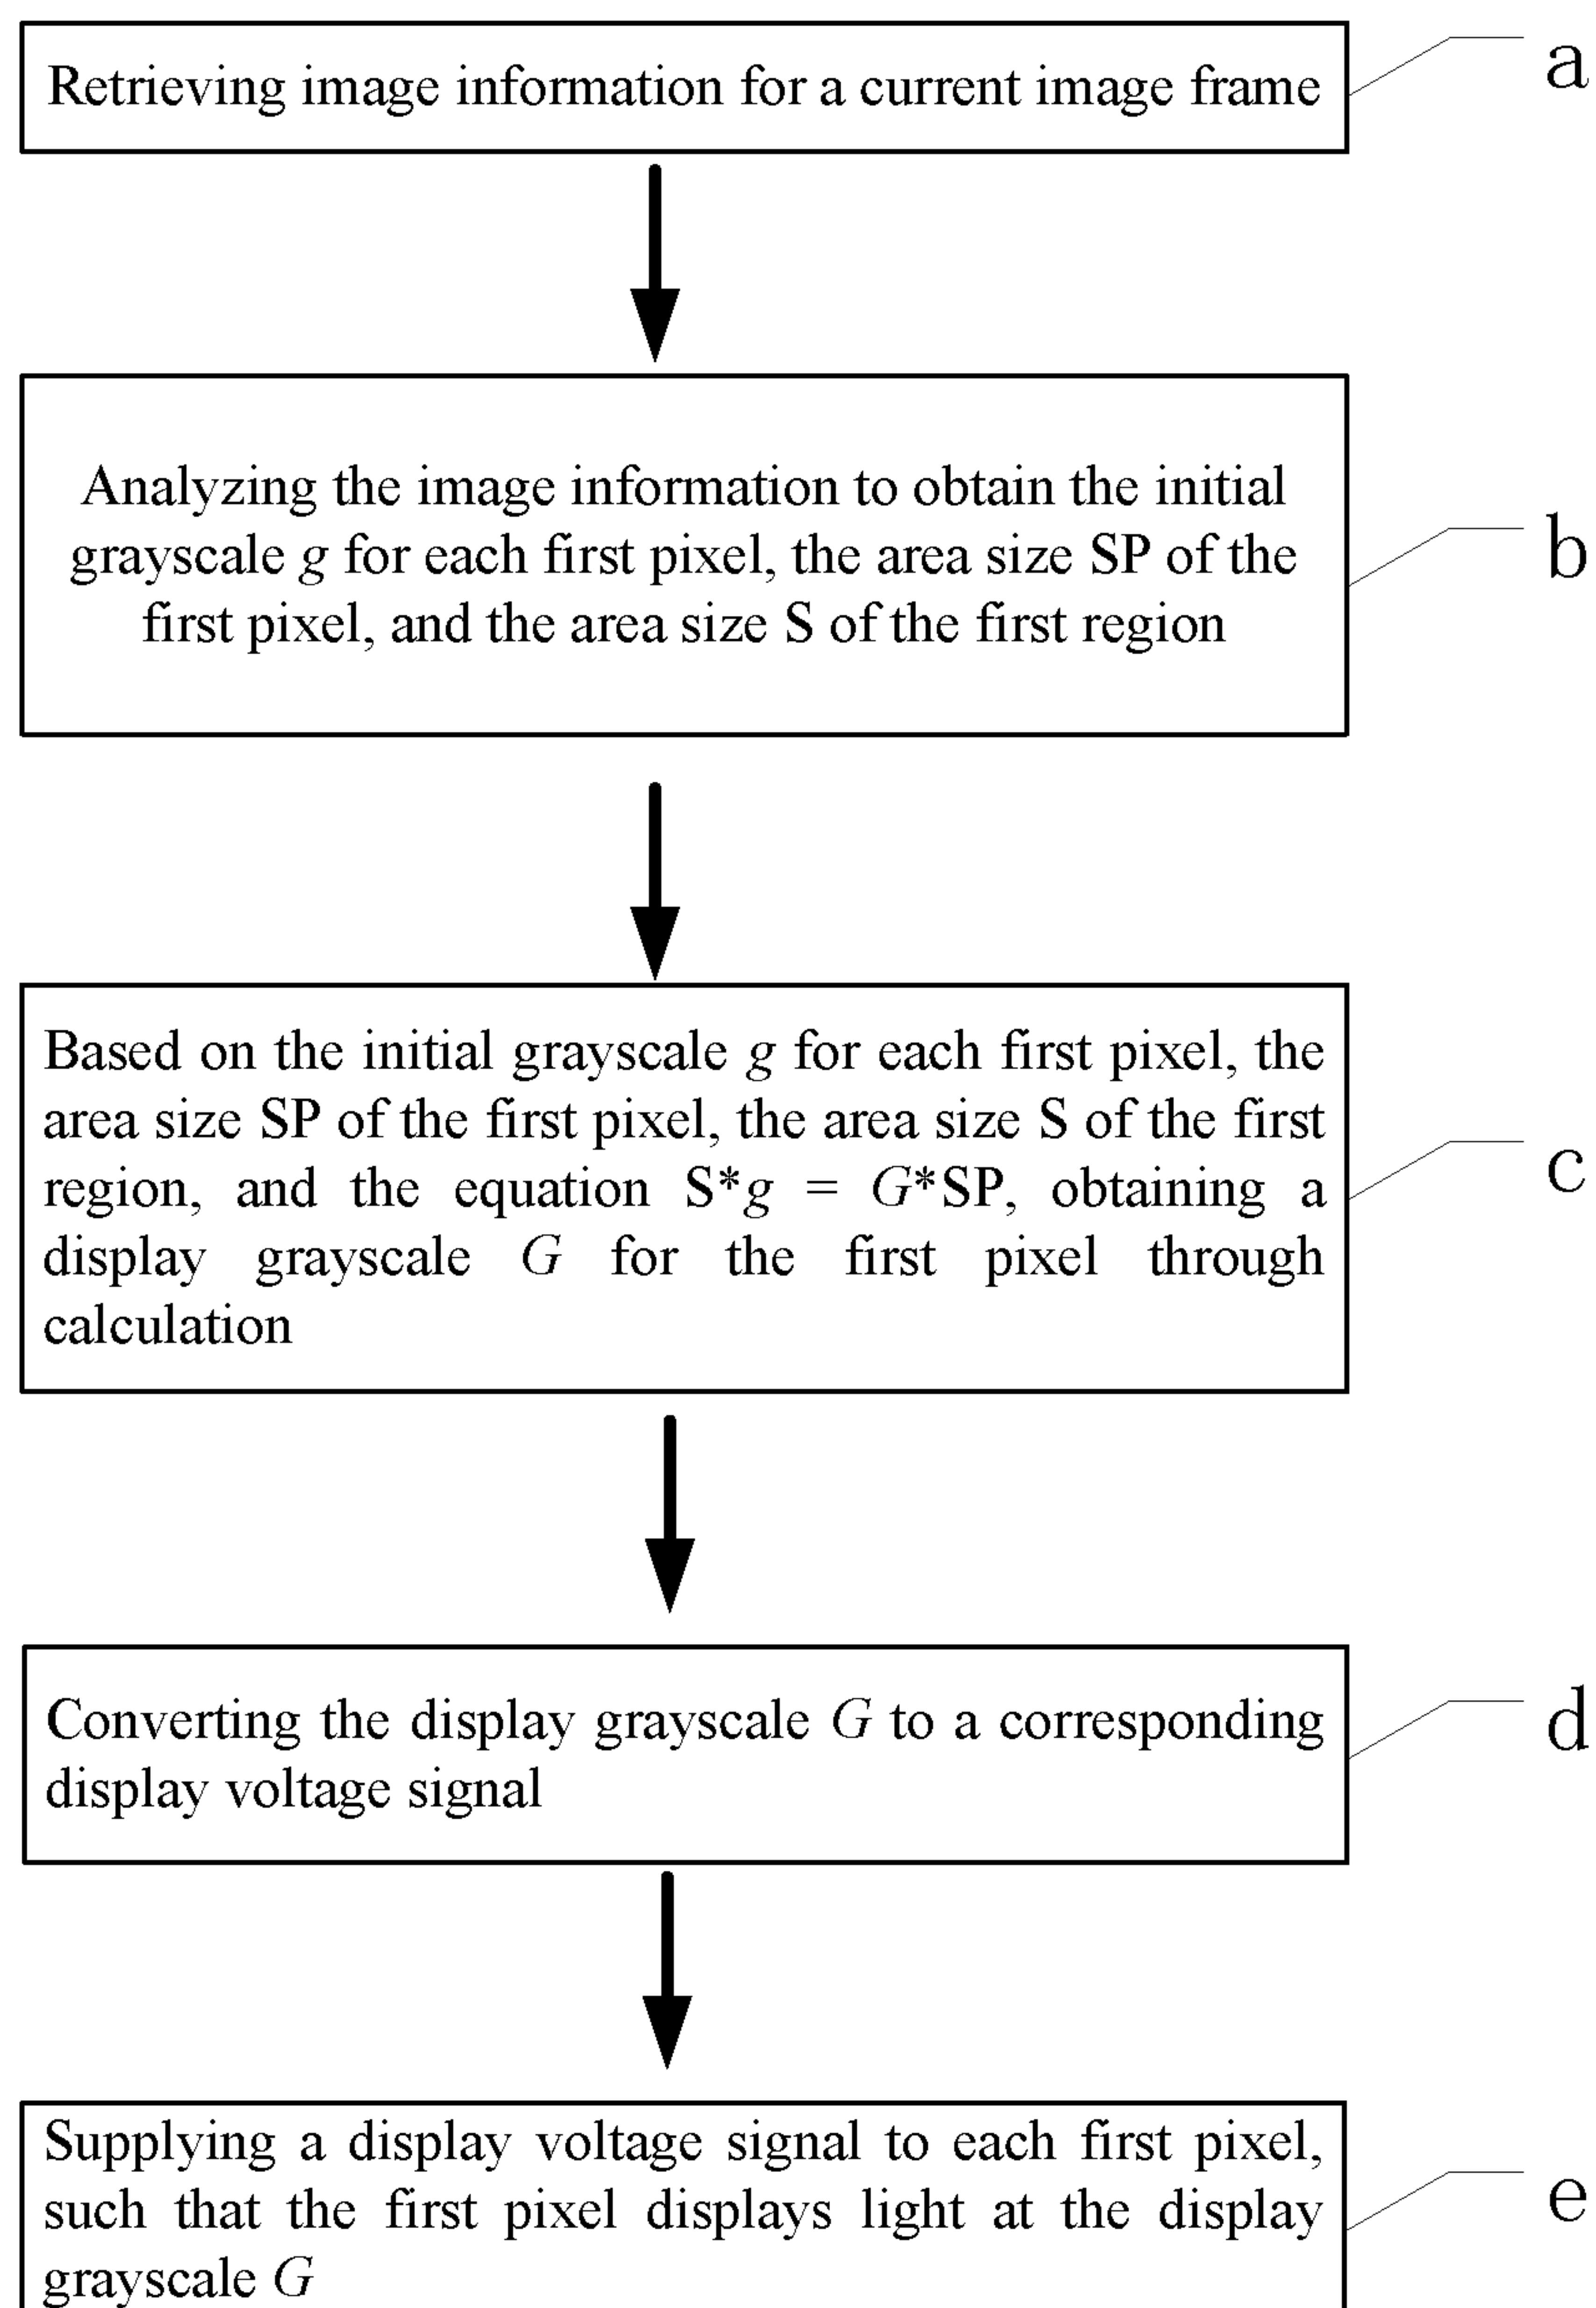 Retrieving image information for a current image frame
a
Analyzing the image information to obtain the initial
grayscale g for each first pixel, the area size SP of the
first pixel, and the area size S of the first region
b
Based on the initial grayscale g for each first pixel, the
area size SP of the first pixel, the area size S of the first
region, and the equation S*g = G*SP, obtaining a
display grayscale G for the first pixel through
calculation
c
Converting the display grayscale G to a corresponding
display voltage signal
d
Supplying a display voltage signal to each first pixel,
such that the first pixel displays light at the display
grayscale G
e